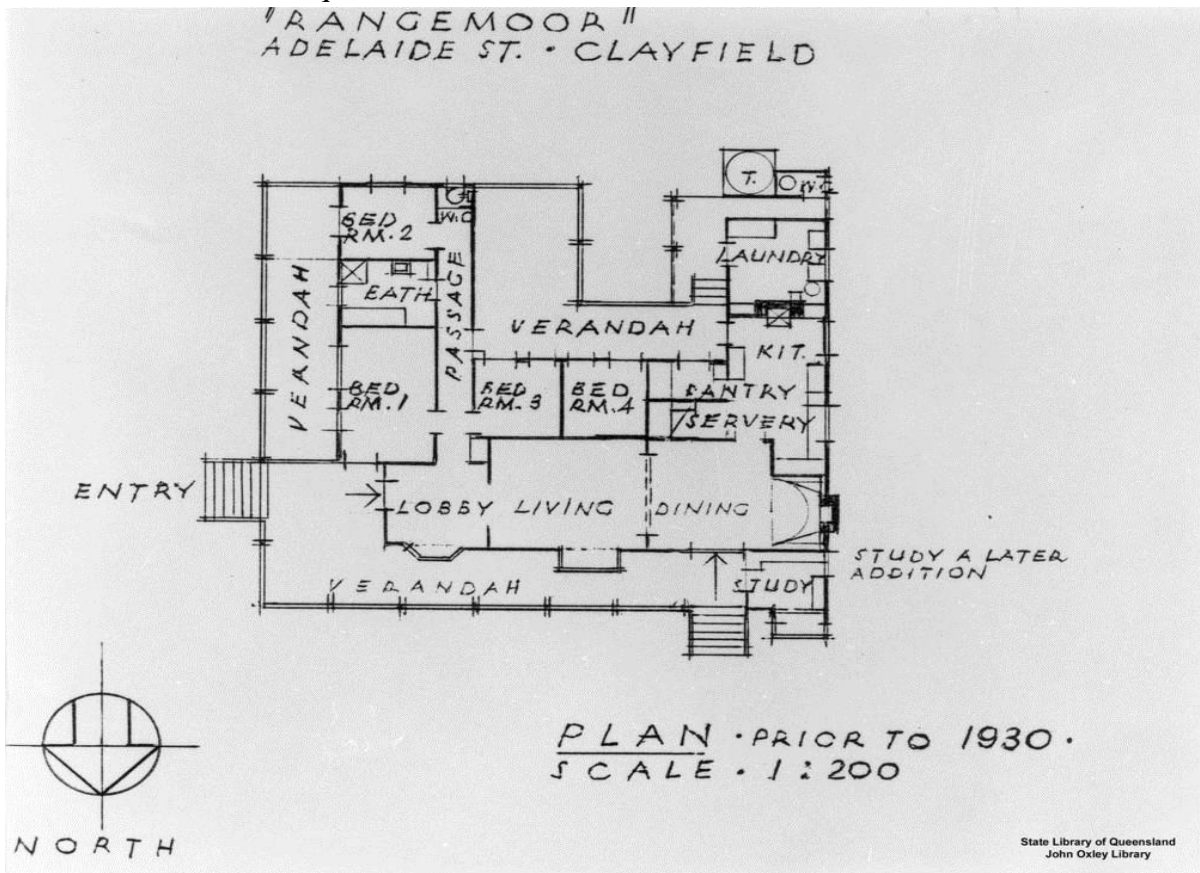 "RANGEMOOR"
ADELAIDE ST. · CLAYFIELD
T.
W.C
BED
RM. 2
W.C
LAUNDRY
BATH
VERANDAH
PASSAGE
VERANDAH
KIT.
BED
RM. 1
BED
RM. 3
BED
RM. 4
PANTRY
SERVERY
ENTRY
LOBBY
LIVING
DINING
STUDY A LATER
ADDITION
VERANDAH
STUDY
PLAN · PRIOR TO 1930 ·
SCALE · 1:200
NORTH
State Library of Queensland
John Oxley Library